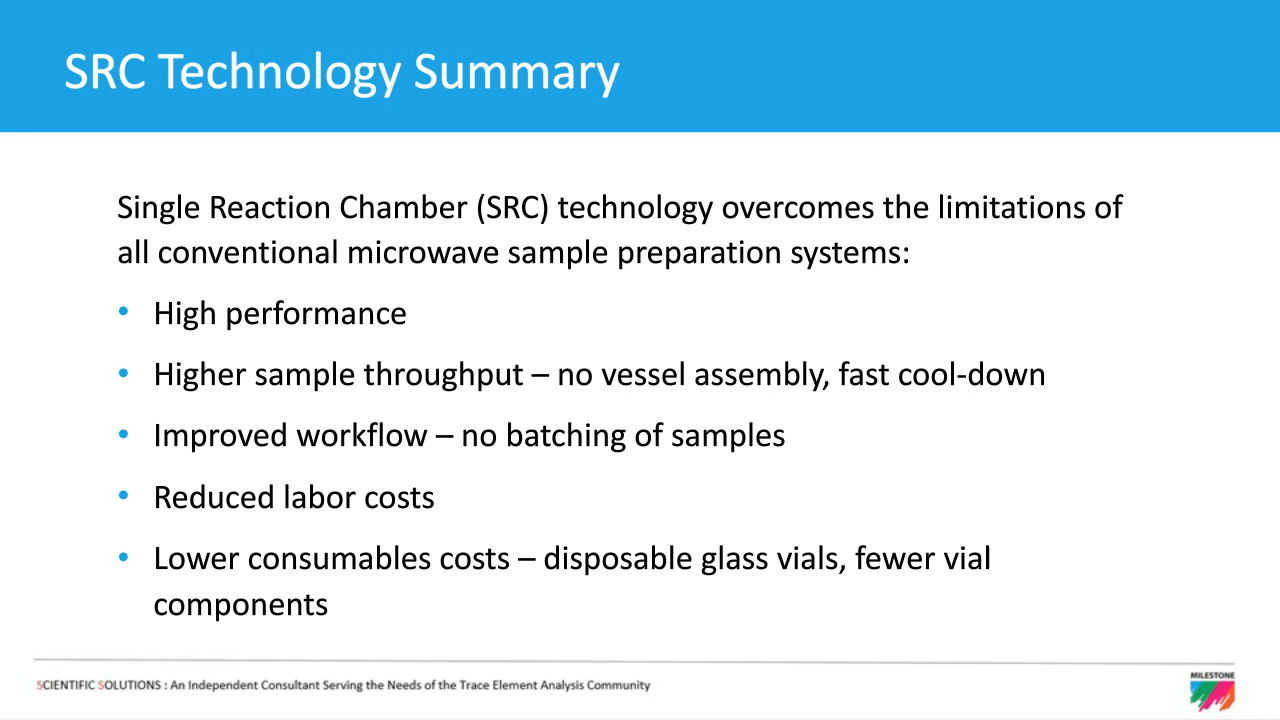 SRC Technology Summary
Single Reaction Chamber (SRC) technology overcomes the limitations of
all conventional microwave sample preparation systems:
• High performance
• Higher sample throughput – no vessel assembly, fast cool-down
• Improved workflow – no batching of samples
• Reduced labor costs
• Lower consumables costs – disposable glass vials, fewer vial
components
SCIENTIFIC SOLUTIONS : An Independent Consultant Serving the Needs of the Trace Element Analysis Community
MILESTONE